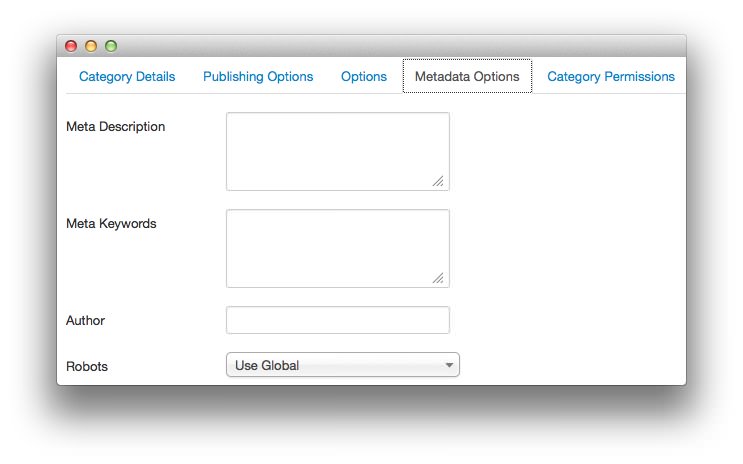 Category Details Publishing Options Options Metadata Options Category Permissions
Meta Description
Meta Keywords
Author
Robots Use Global